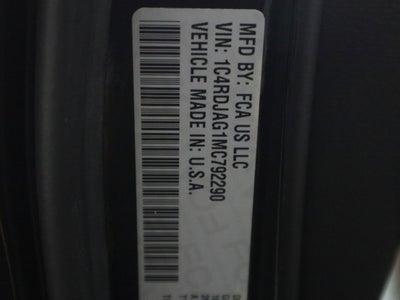 MFD BY: FCA US LLC
VIN: 1C4RDJAG1MC792290
VEHICLE MADE IN: U.S.A.